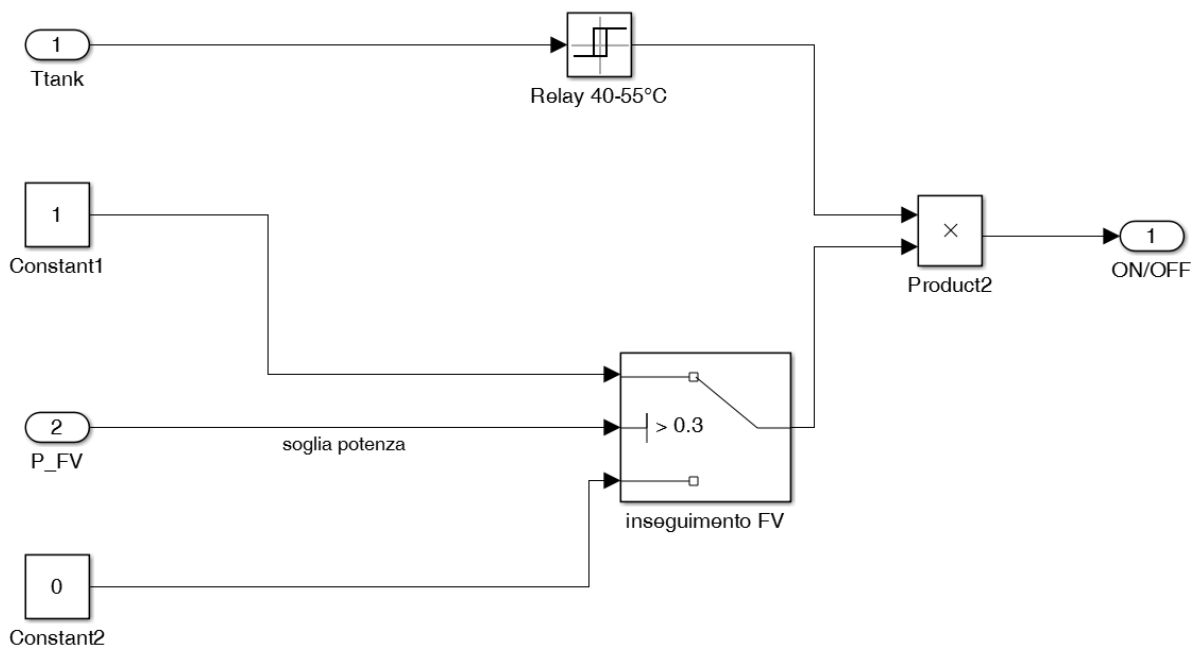 1
Ttank
Relay 40-55°C
1
Constant1
×
Product2
1
ON/OFF
2
P_FV
soglia potenza
> 0.3
inseguimento FV
0
Constant2